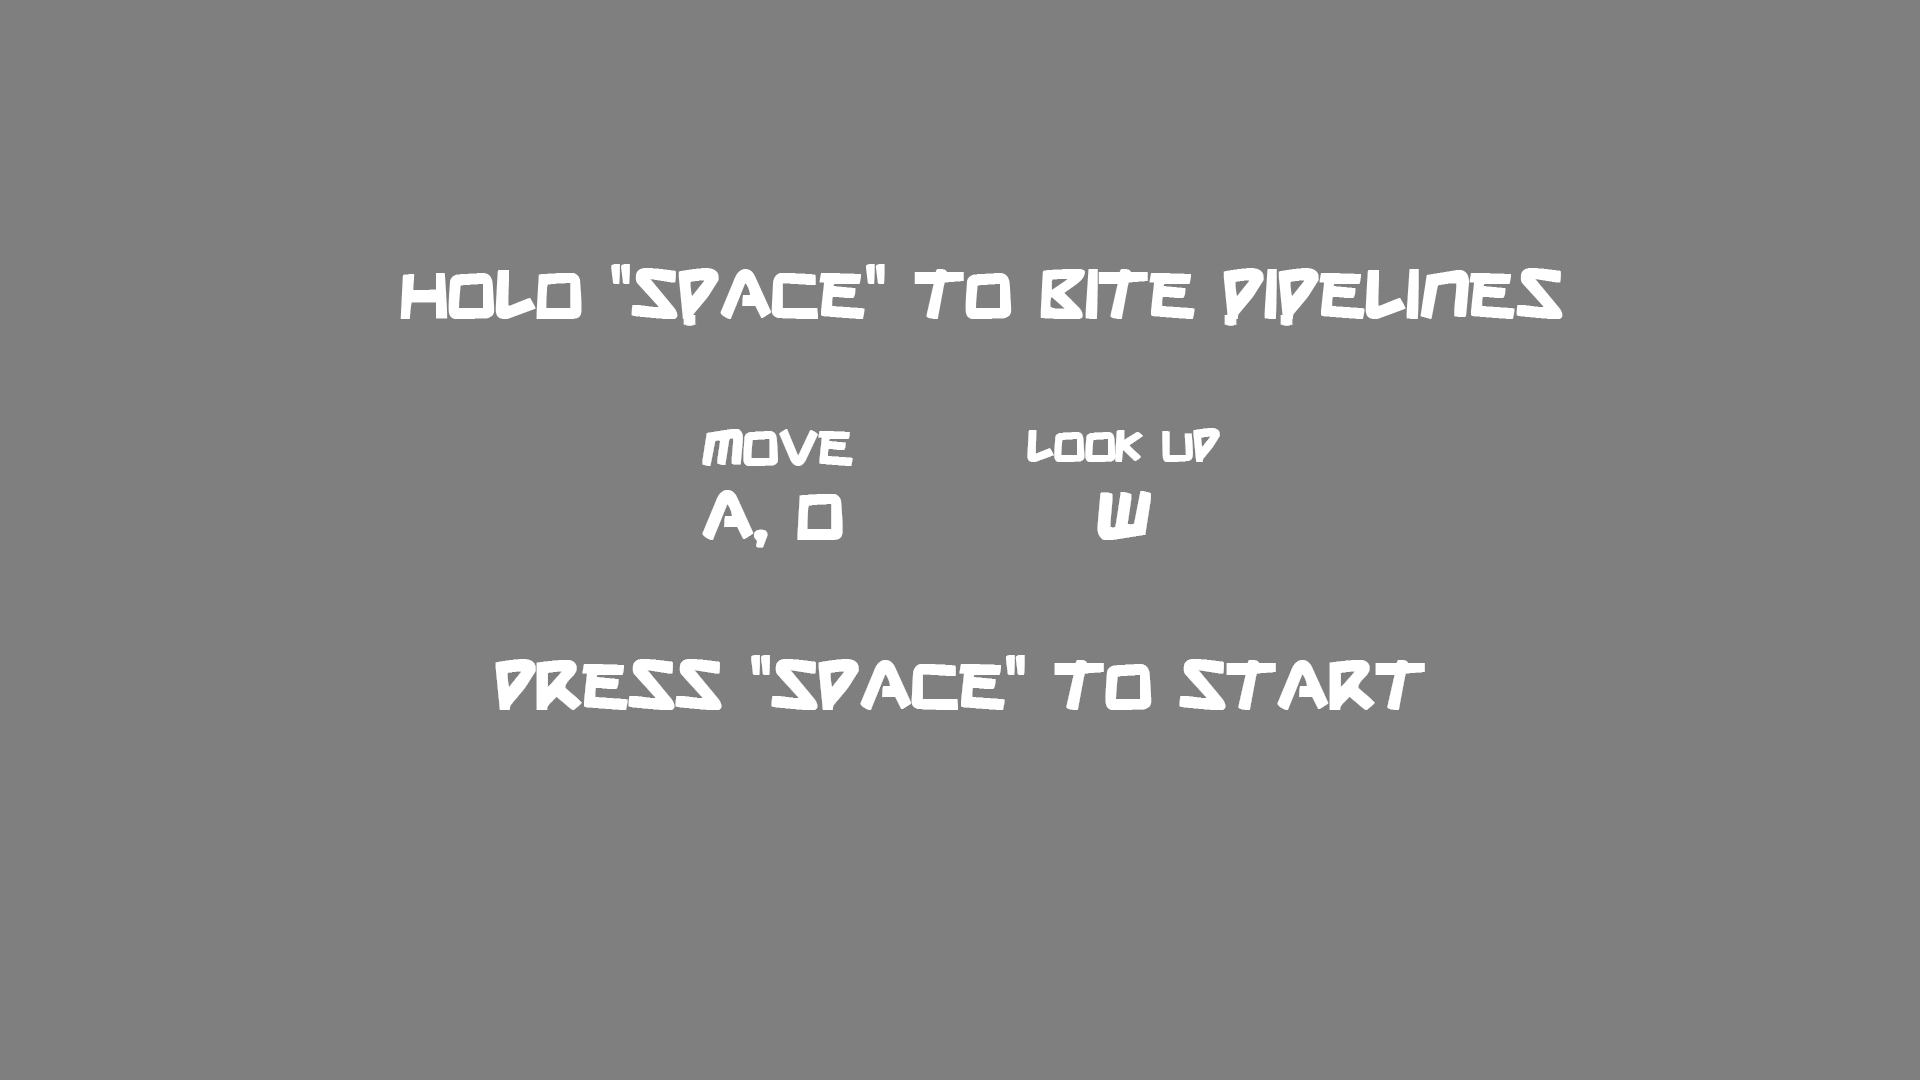 HOLD "SPACE" TO BITE PIPELINES
MOVE LOOK UP
A, D W
PRESS "SPACE" TO START